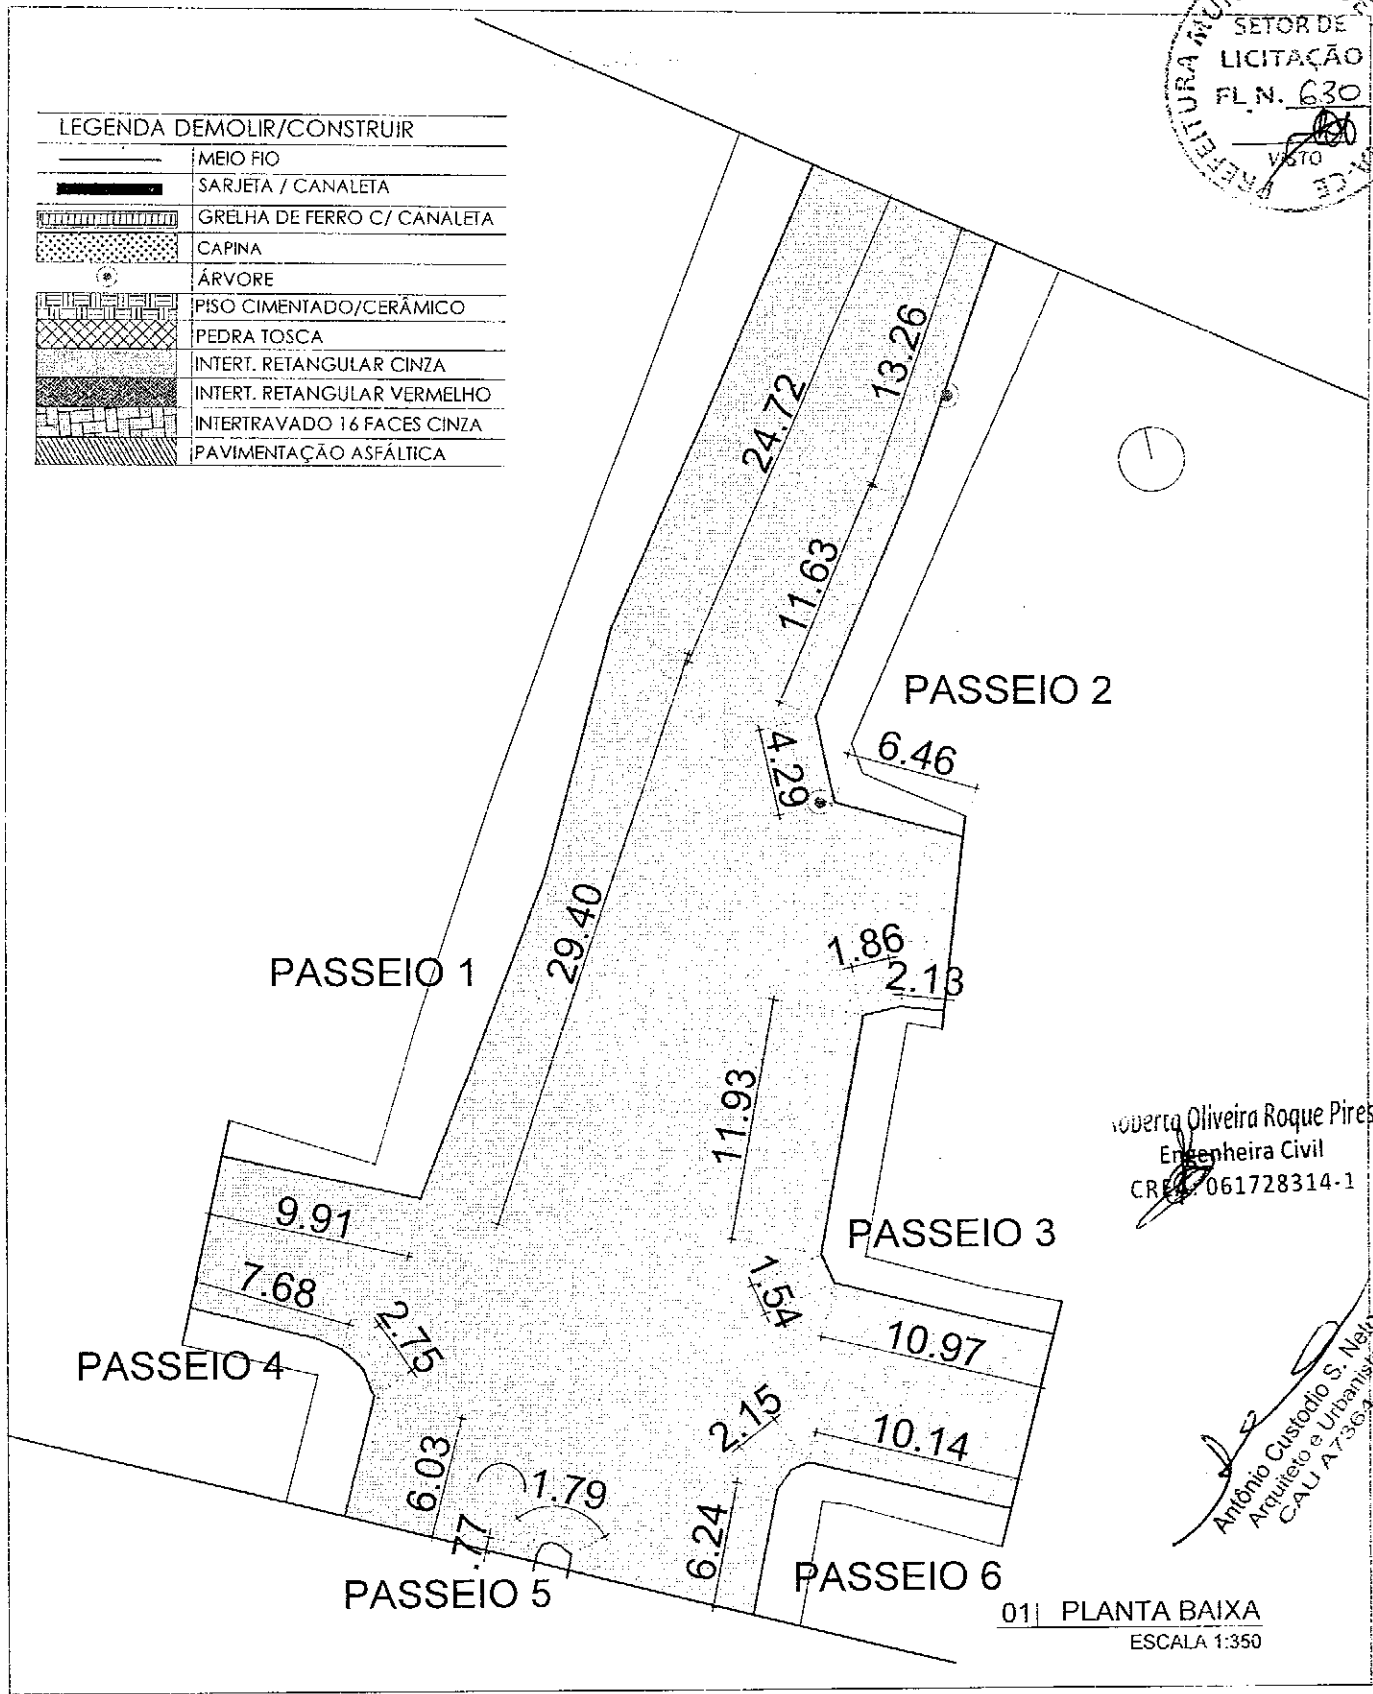 PREFEITURA
SETOR DE
LICITAÇÃO
FL N. 630
VISTO
LEGENDA DEMOLIR/CONSTRUIR
MEIO FIO
SARJETA / CANALETA
GRELHA DE FERRO C/ CANALETA
CAPINA
ÁRVORE
PISO CIMENTADO/CERÂMICO
PEDRA TOSCA
INTERT. RETANGULAR CINZA
INTERT. RETANGULAR VERMELHO
INTERTRAVADO 16 FACES CINZA
PAVIMENTAÇÃO ASFÁLTICA
13.26
24.72
11.63
PASSEIO 2
6.46
4.29
29.40
1.86
2.13
PASSEIO 1
11.93
Oliveira Roque Pires
Engenheira Civil
061728314-1
9.91
PASSEIO 3
7.68
1.54
2.75
10.97
PASSEIO 4
2.15
10.14
6.03
1.79
.77
6.24
PASSEIO 5
PASSEIO 6
Antônio Custodio S. Neto
Arquiteto e Urbanista
CAU A7364
01| PLANTA BAIXA
ESCALA 1:350